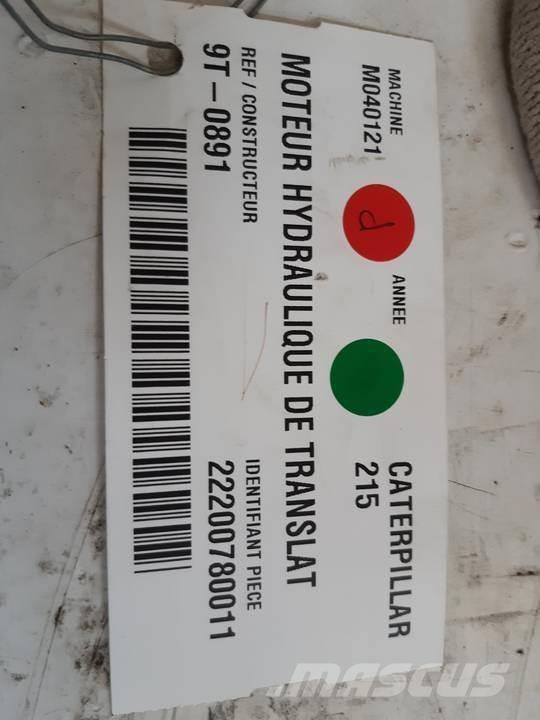 MACHINE
M040121
d
ANNEE
CATERPILLAR
215
MOTEUR HYDRAULIQUE DE TRANSLAT
REF / CONSTRUCTEUR
9T-0891
IDENTIFIANT PIECE
22200780011
MASCUS